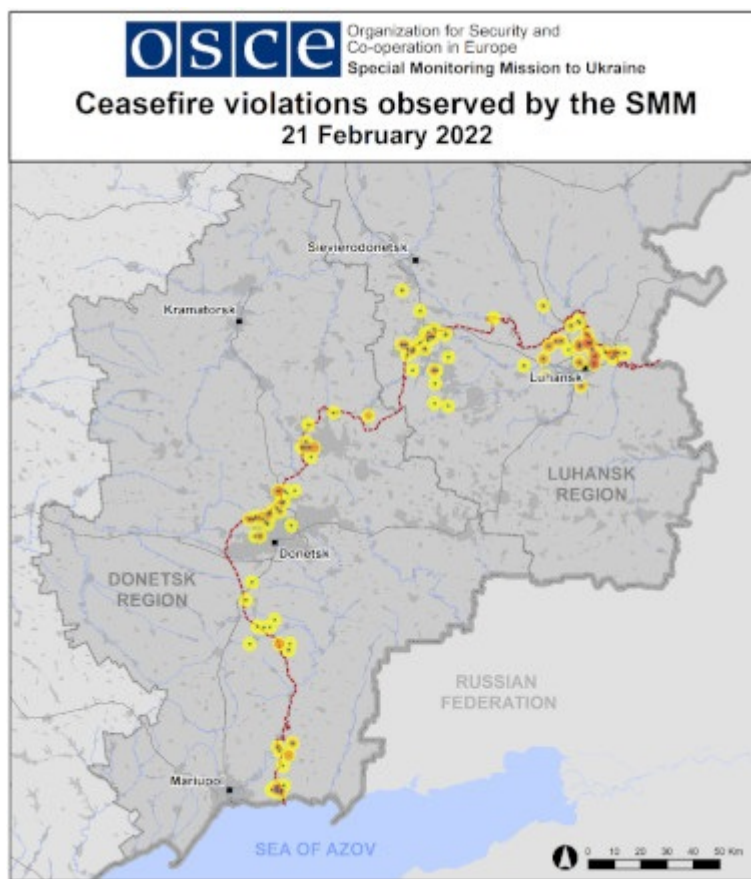 osce
Organization for Security and
Co-operation in Europe
Special Monitoring Mission to Ukraine
Ceasefire violations observed by the SMM
21 February 2022
Sievierodonetsk
Kramatorsk
Luhansk
LUHANSK
REGION
Donetsk
DONETSK
REGION
RUSSIAN
FEDERATION
Mariupol
SEA OF AZOV
0 10 20 30 40 50 Km